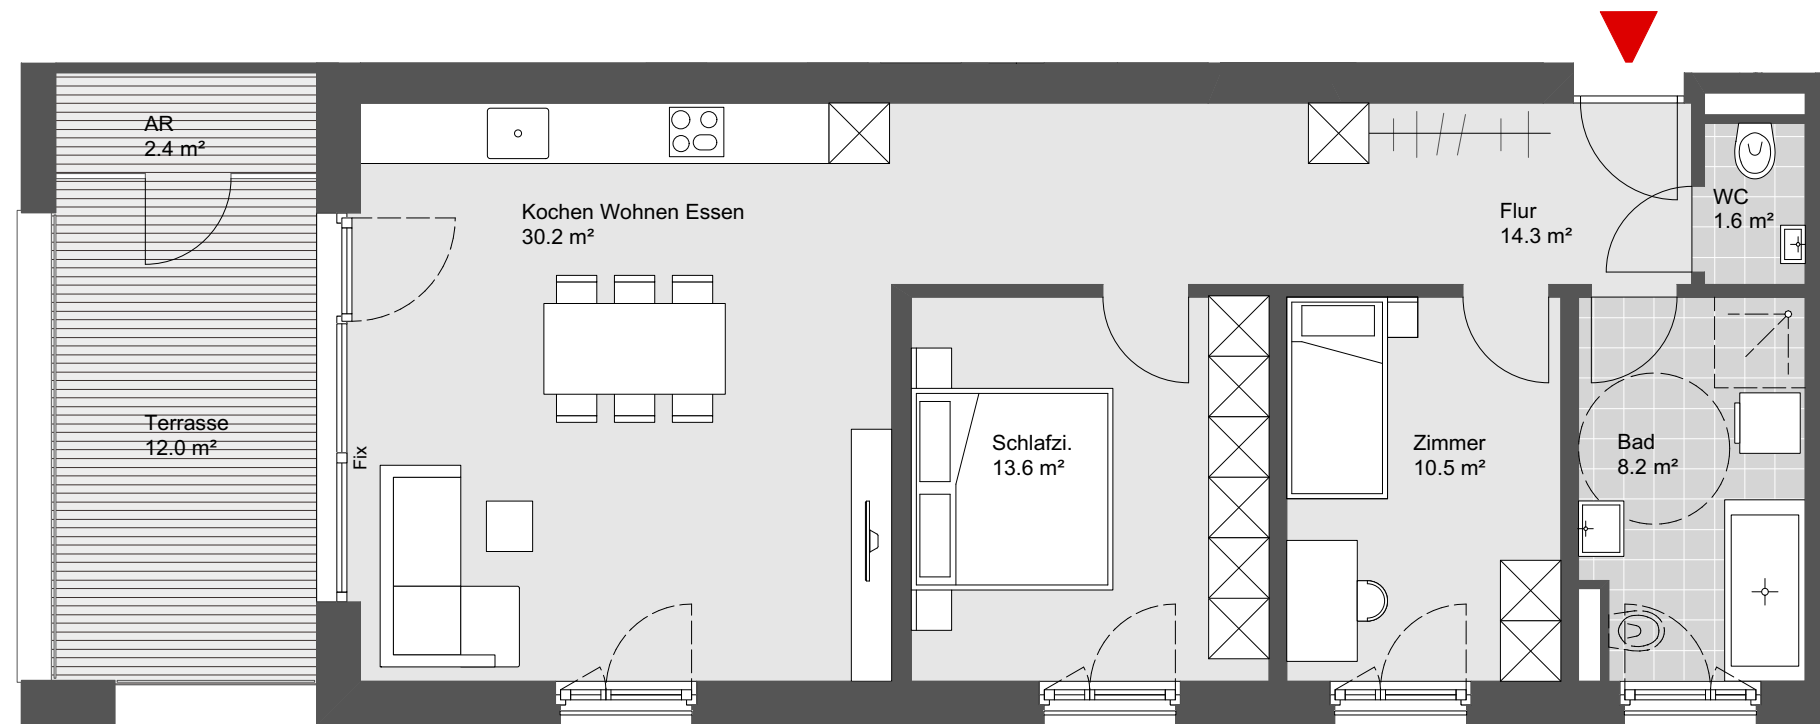 AR
2.4 m²
Kochen Wohnen Essen
30.2 m²
Flur
14.3 m²
WC
1.6 m²
Terrasse
12.0 m²
Fix
Schlafzi.
13.6 m²
Zimmer
10.5 m²
Bad
8.2 m²